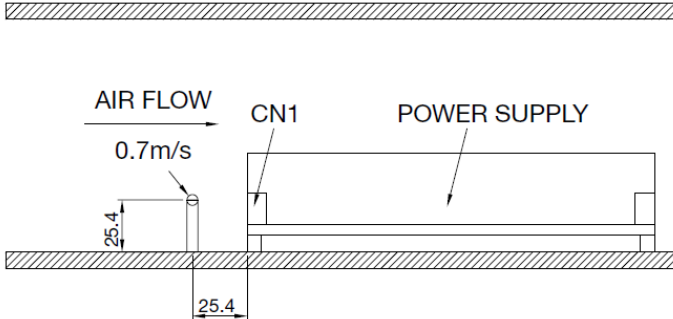 AIR FLOW
CN1
POWER SUPPLY
0.7m/s
25.4
25.4